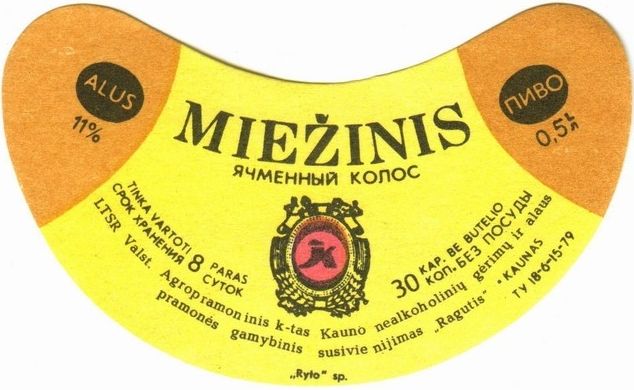 ALUS
11%
MIEŽINIS
ЯЧМЕННЫЙ КОЛОС
ПИВО
0,5 L
л
TINKA VARTOTI 8 PARAS
СРОК ХРАНЕНИЯ СУТОК
30 KAP. BE BUTELIO
КОП. БЕЗ ПОСУДЫ
LTSR Valst. Agropramoninis k-tas Kauno nealkoholinių gėrimų ir alaus
pramonės gamybinis susivienijimas „Ragutis" *KAUNAS
ТУ 18-6-15-79
„Ryto" sp.